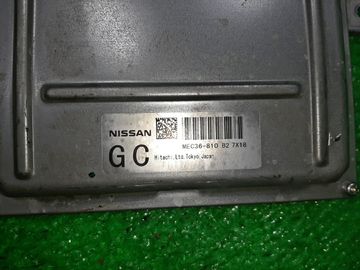 NISSAN
MEC36-810 B2 7X18
GC
Hitachi,Ltd.Tokyo Japan